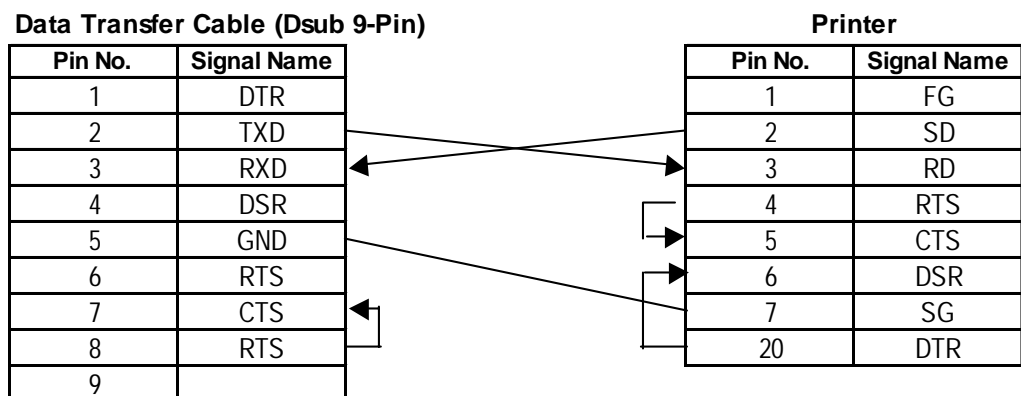 Data Transfer Cable (Dsub 9-Pin) Printer
Pin No. Signal Name Pin No. Signal Name
1 DTR 1 FG
2 TXD 2 SD
3 RXD 3 RD
4 DSR 4 RTS
5 GND 5 CTS
6 RTS 6 DSR
7 CTS 7 SG
8 RTS 20 DTR
9